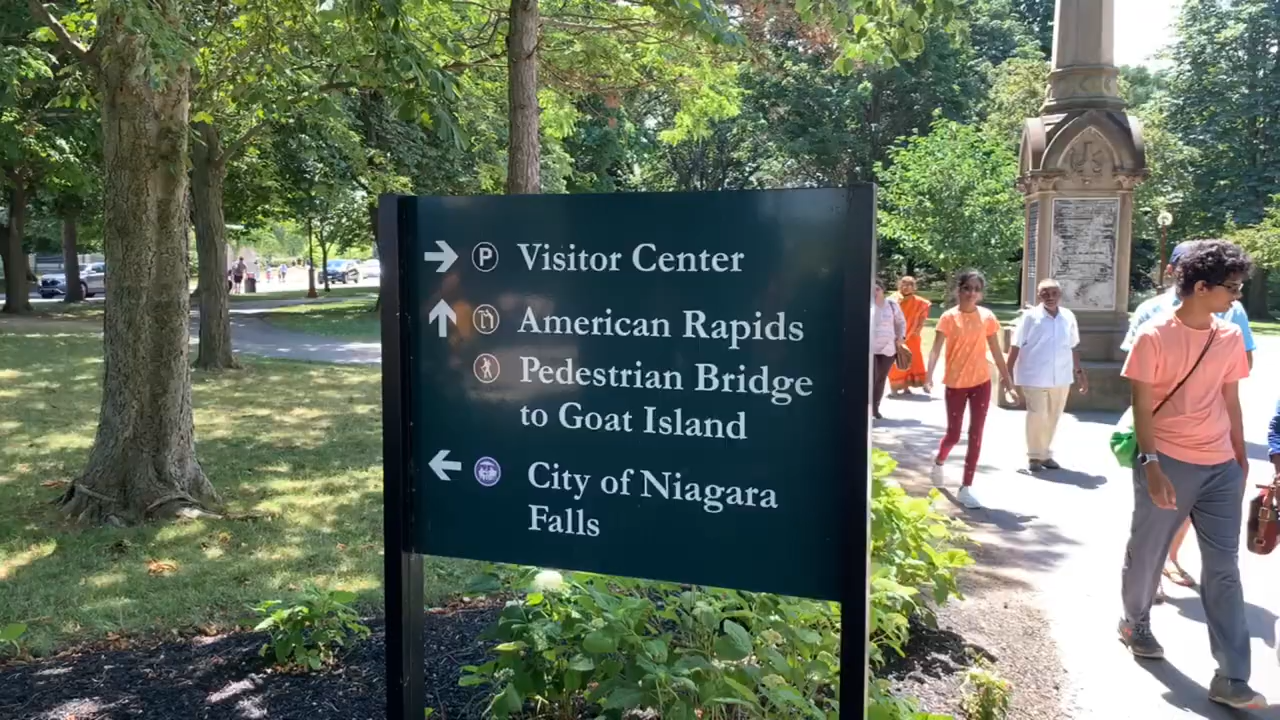 P Visitor Center
American Rapids
Pedestrian Bridge
to Goat Island
City of Niagara
Falls